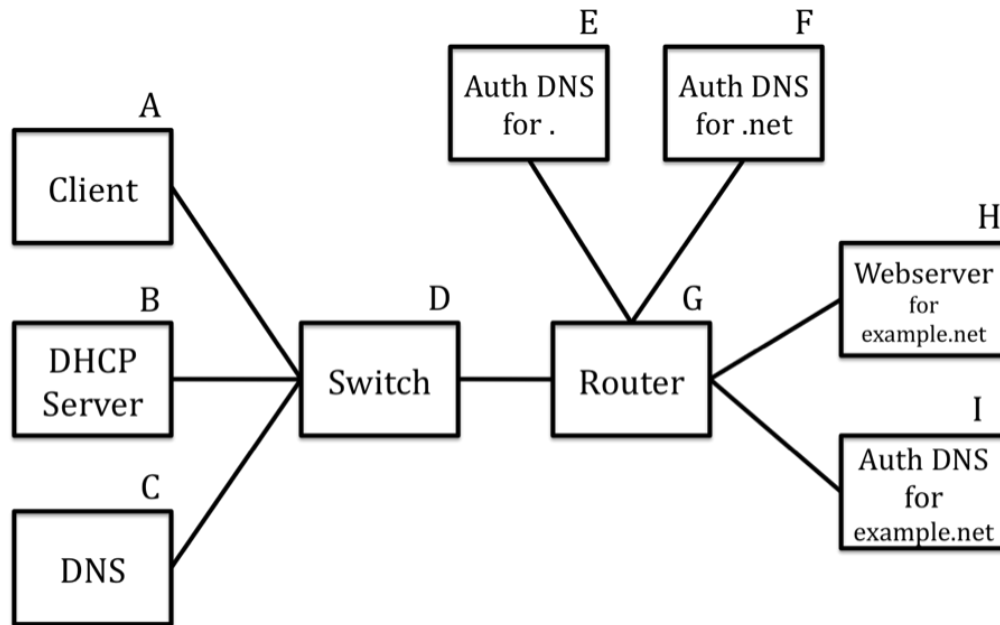 E
F
Auth DNS
for .
Auth DNS
for .net
A
Client
H
Webserver
for
example.net
B
DHCP
Server
D
Switch
G
Router
I
Auth DNS
for
example.net
C
DNS